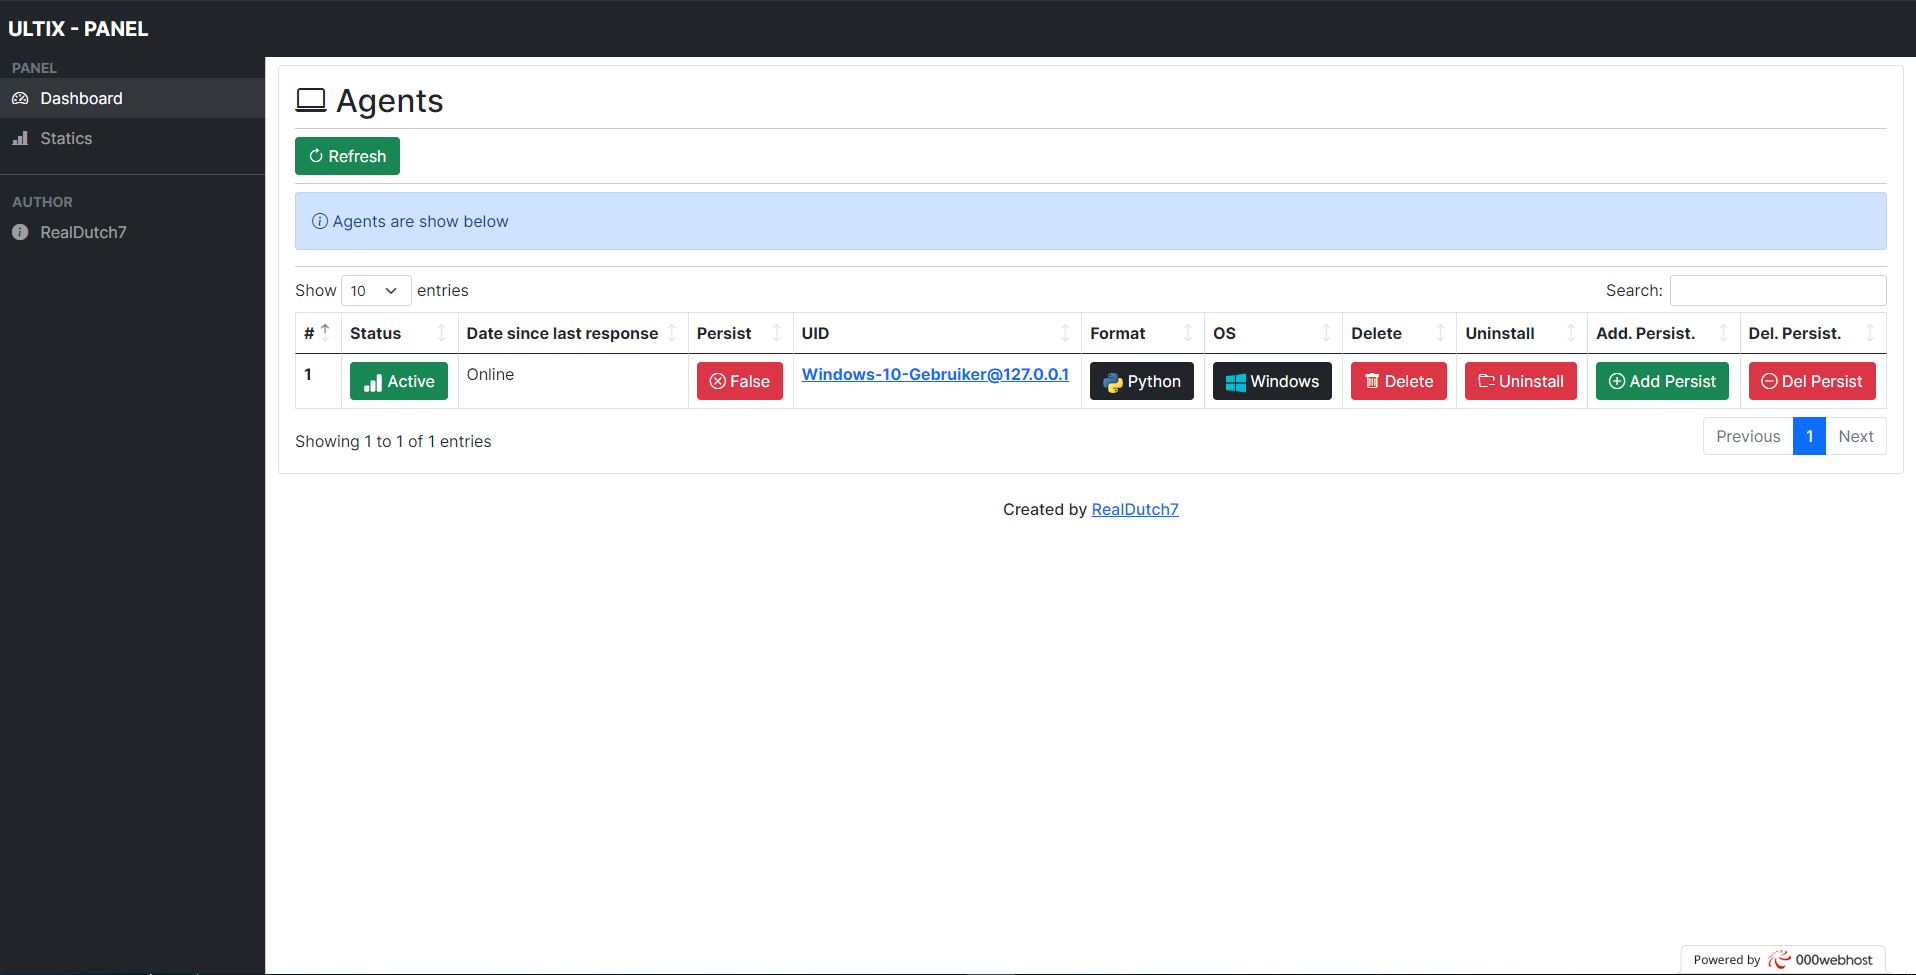 ULTIX - PANEL
PANEL
Dashboard
Statics
AUTHOR
RealDutch7
Agents
Refresh
Agents are show below
Show 10 entries
Search:
# Status Date since last response Persist UID Format OS Delete Uninstall Add. Persist. Del. Persist.
1 Active Online False Windows-10-Gebruiker@127.0.0.1 Python Windows Delete Uninstall Add Persist Del Persist
Showing 1 to 1 of 1 entries
Previous 1 Next
Created by RealDutch7
Powered by 000webhost